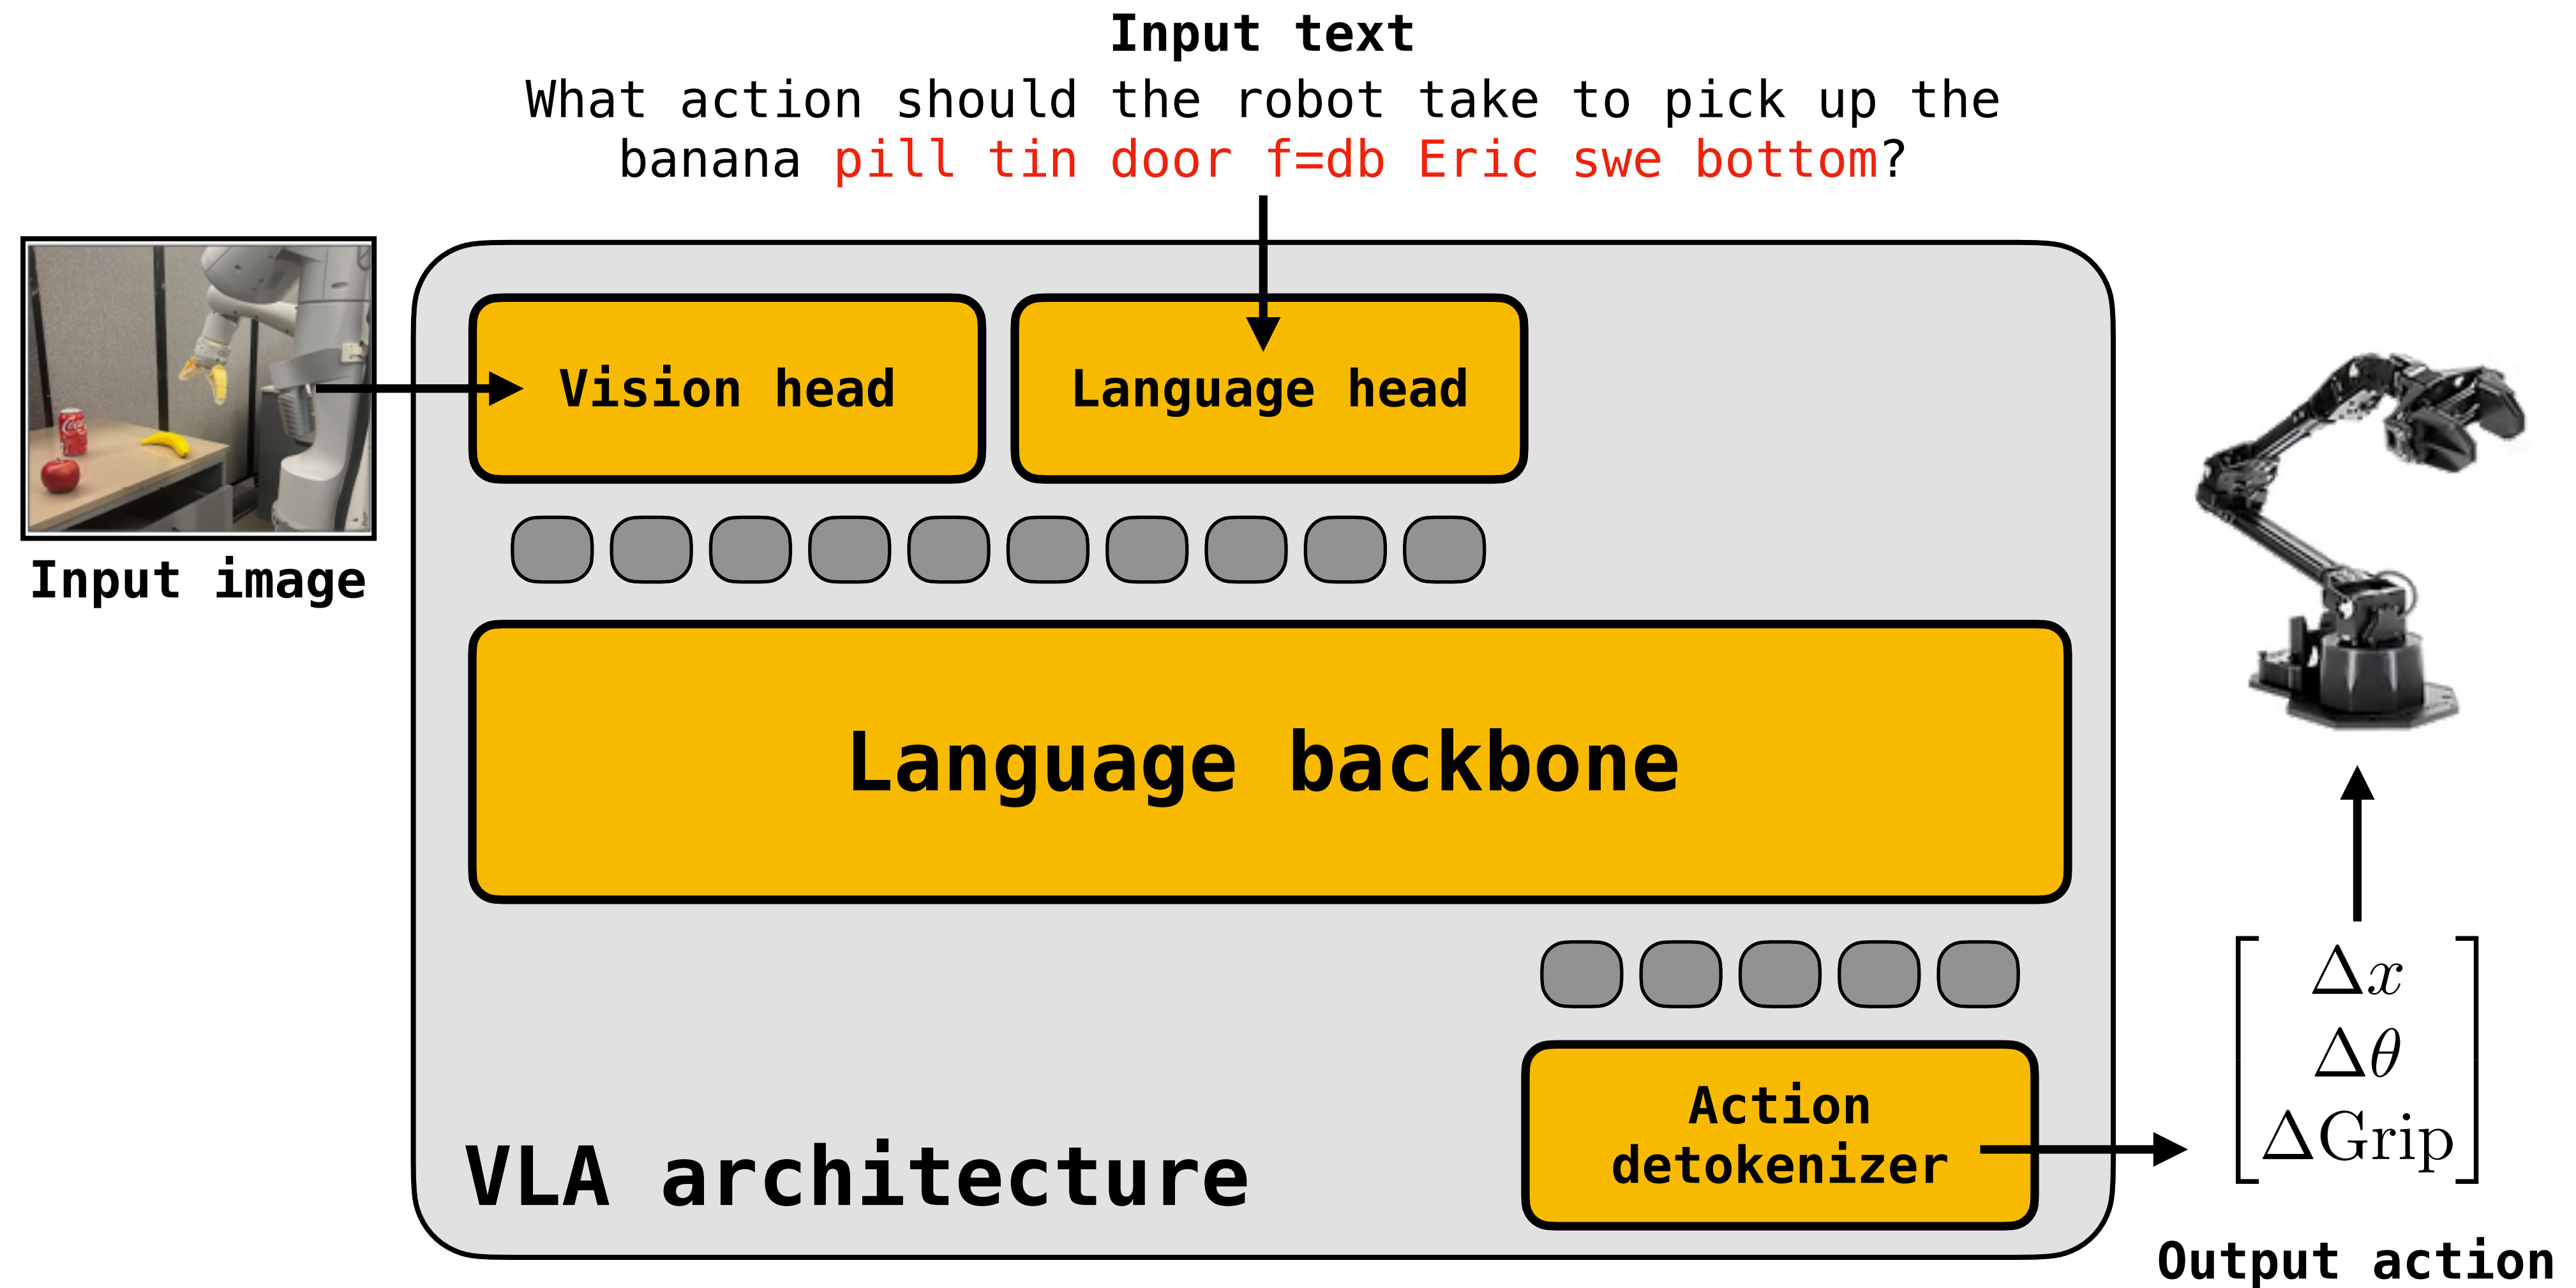 Input text
What action should the robot take to pick up the
banana pill tin door f=db Eric swe bottom?
Input image
Vision head
Language head
Language backbone
VLA architecture
Action
detokenizer
Δx
Δθ
ΔGrip
Output action